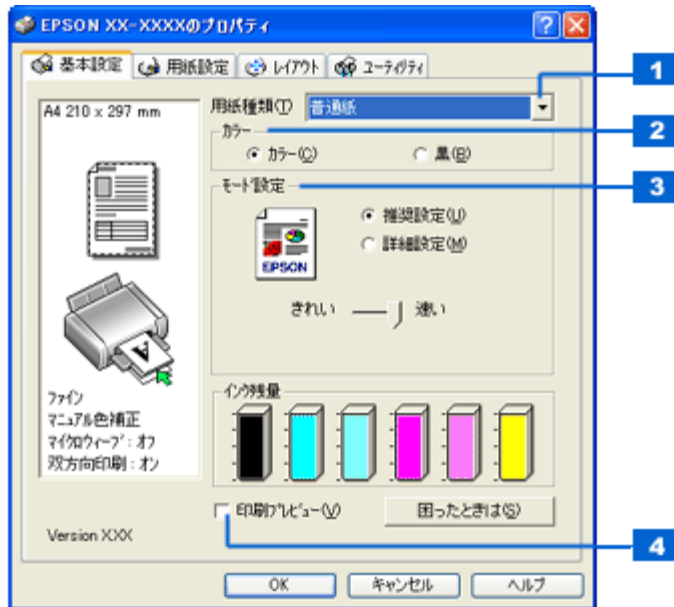 EPSON XX-XXXXのプロパティ
基本設定 用紙設定 レイアウト ユーティリティ
A4 210 x 297 mm
用紙種類(T) 普通紙
1
カラー
2
カラー(C) 黒(B)
モード設定
3
推奨設定(U)
詳細設定(M)
EPSON
きれい 速い
A
ファイン
マニュアル色補正
マイクロウィーブ：オフ
双方向印刷：オン
インク残量
印刷プレビュー(V) 困ったときは(S)
Version XXX
4
OK キャンセル ヘルプ